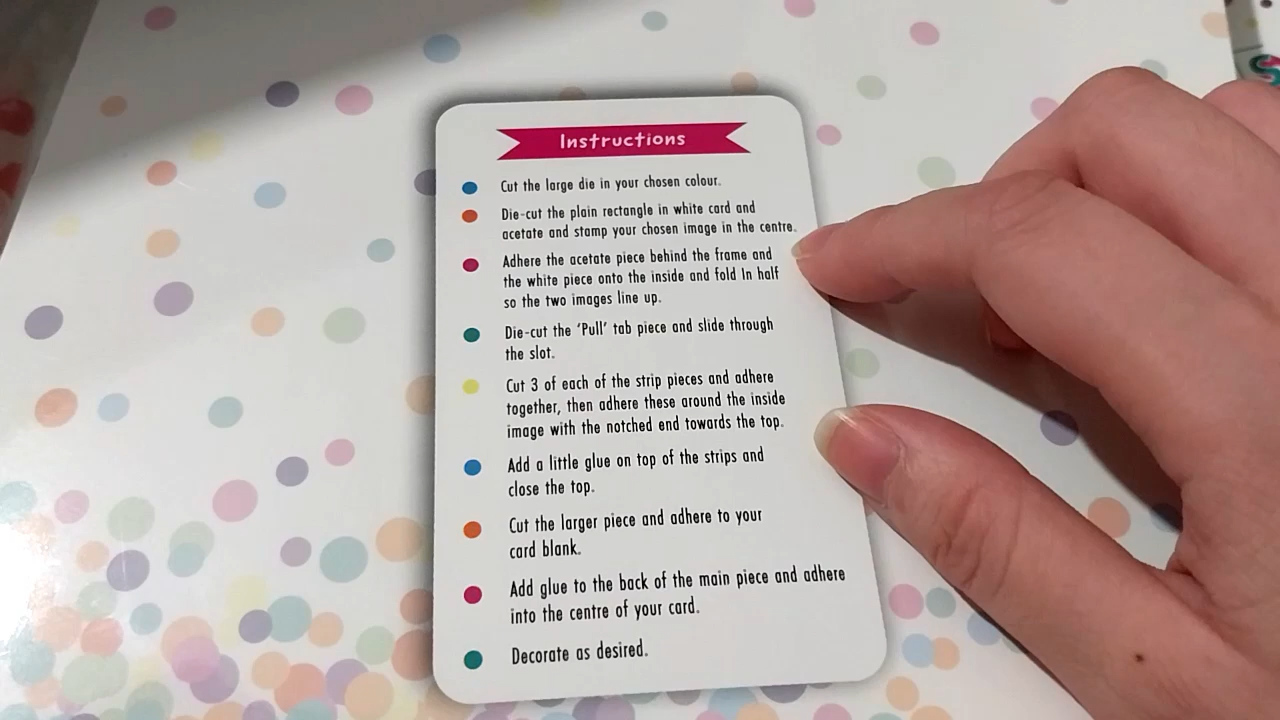 Instructions
Cut the large die in your chosen colour.
Die-cut the plain rectangle in white card and
acetate and stamp your chosen image in the centre.
Adhere the acetate piece behind the frame and
the white piece onto the inside and fold In half
so the two images line up.
Die-cut the 'Pull' tab piece and slide through
the slot.
Cut 3 of each of the strip pieces and adhere
together, then adhere these around the inside
image with the notched end towards the top.
Add a little glue on top of the strips and
close the top.
Cut the larger piece and adhere to your
card blank.
Add glue to the back of the main piece and adhere
into the centre of your card.
Decorate as desired.